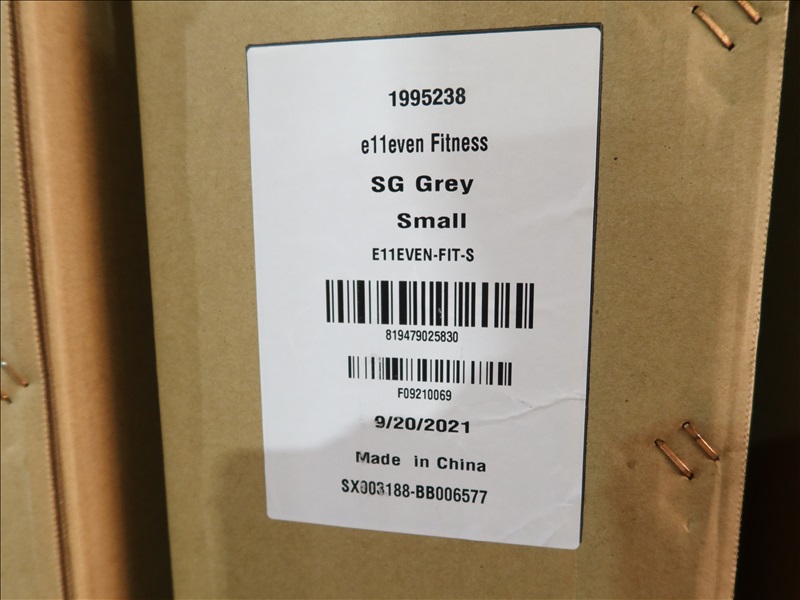 1995238
e11even Fitness
SG Grey
Small
E11EVEN-FIT-S
819479025830
F09210069
9/20/2021
Made in China
SX003188-BB006577